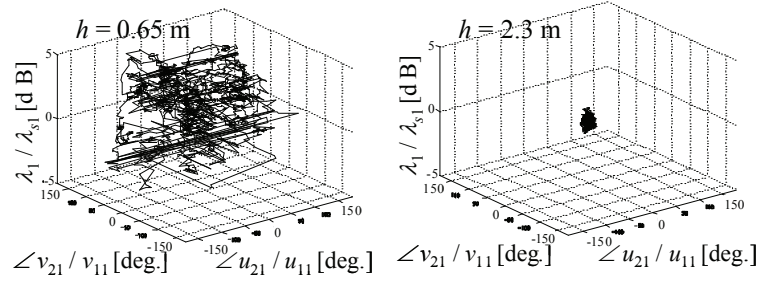 h = 0.65 m
λ1 / λs1 [d B]
5
0
-5
150
0
-150
-150
0
150
∠v21 / v11 [deg.]
∠u21 / u11 [deg.]
h = 2.3 m
λ1 / λs1 [d B]
5
0
-5
150
0
-150
-150
0
150
∠v21 / v11 [deg.]
∠u21 / u11 [deg.]